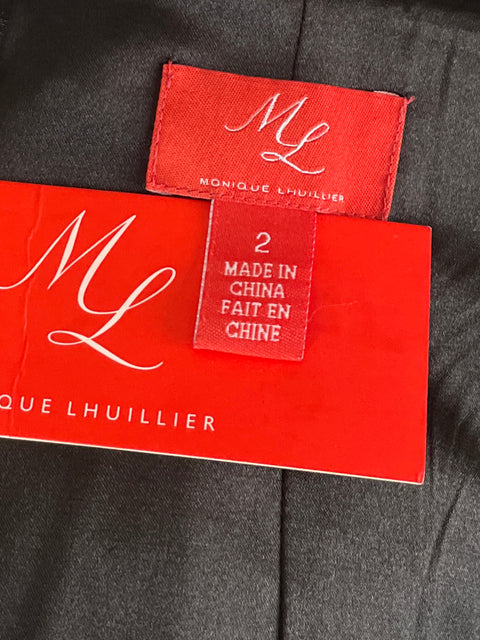 ML
MONIQUE LHUILLIER
2
MADE IN
CHINA
FAIT EN
CHINE
ML
QUE LHUILLIER